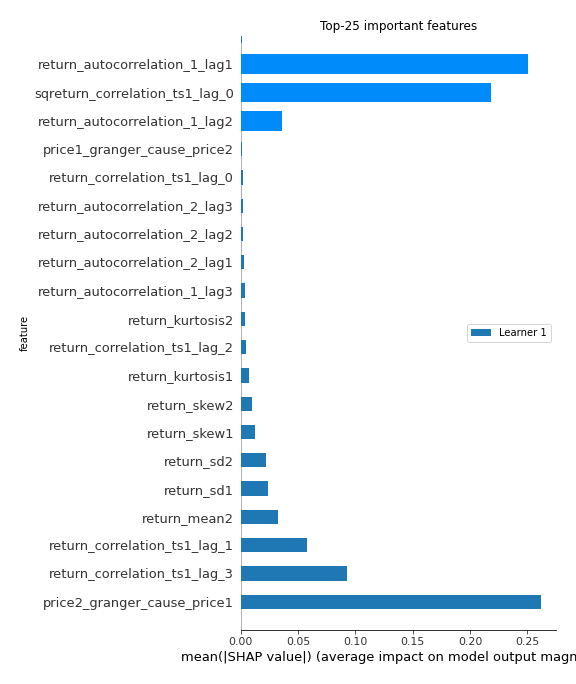 Top-25 important features
return_autocorrelation_1_lag1
sqreturn_correlation_ts1_lag_0
return_autocorrelation_1_lag2
price1_granger_cause_price2
return_correlation_ts1_lag_0
return_autocorrelation_2_lag3
return_autocorrelation_2_lag2
return_autocorrelation_2_lag1
return_autocorrelation_1_lag3
return_kurtosis2
return_correlation_ts1_lag_2
return_kurtosis1
return_skew2
return_skew1
return_sd2
return_sd1
return_mean2
return_correlation_ts1_lag_1
return_correlation_ts1_lag_3
price2_granger_cause_price1
feature
Learner 1
0.00 0.05 0.10 0.15 0.20 0.25
mean(|SHAP value|) (average impact on model output magn